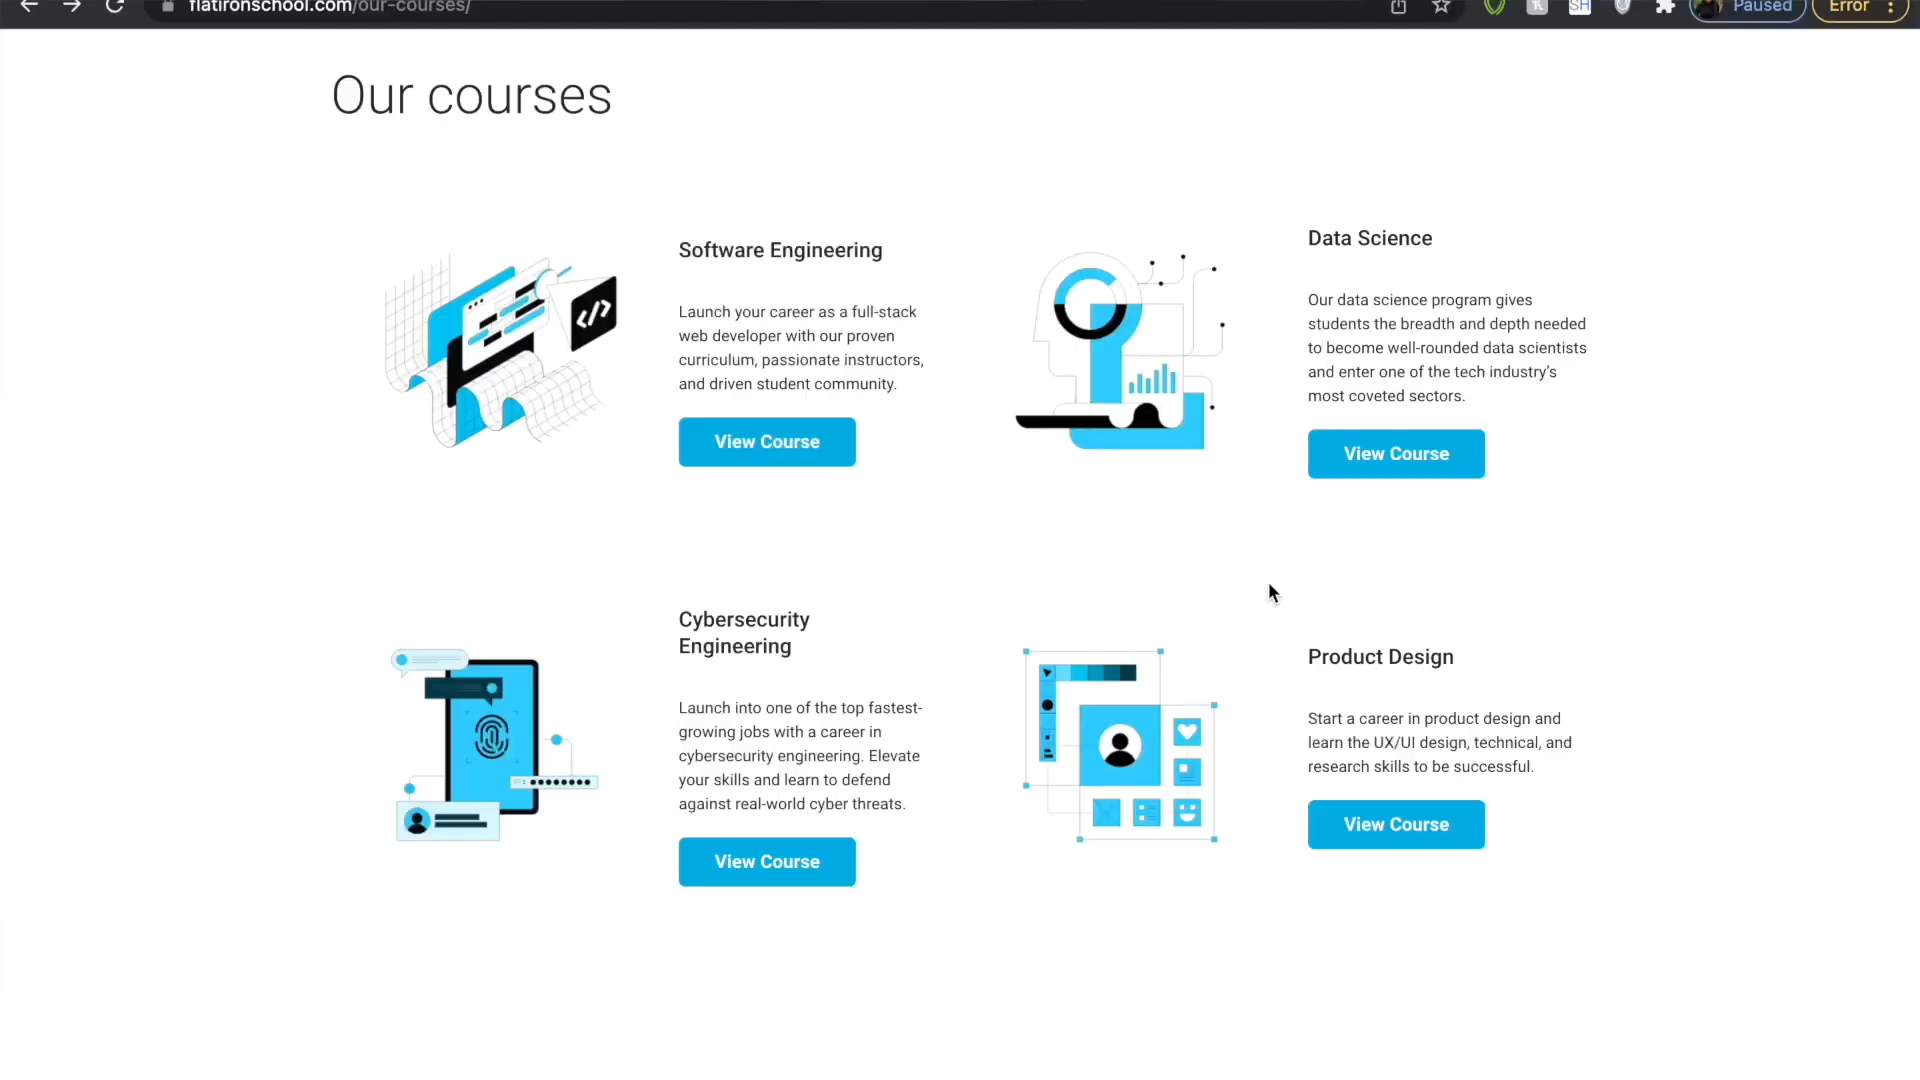 flatironschool.com/our-courses/
SH
Paused
Error
Our courses
Software Engineering
Launch your career as a full-stack
web developer with our proven
curriculum, passionate instructors,
and driven student community.
View Course
Data Science
Our data science program gives
students the breadth and depth needed
to become well-rounded data scientists
and enter one of the tech industry’s
most coveted sectors.
View Course
Cybersecurity
Engineering
Launch into one of the top fastest-
growing jobs with a career in
cybersecurity engineering. Elevate
your skills and learn to defend
against real-world cyber threats.
View Course
Product Design
Start a career in product design and
learn the UX/UI design, technical, and
research skills to be successful.
View Course